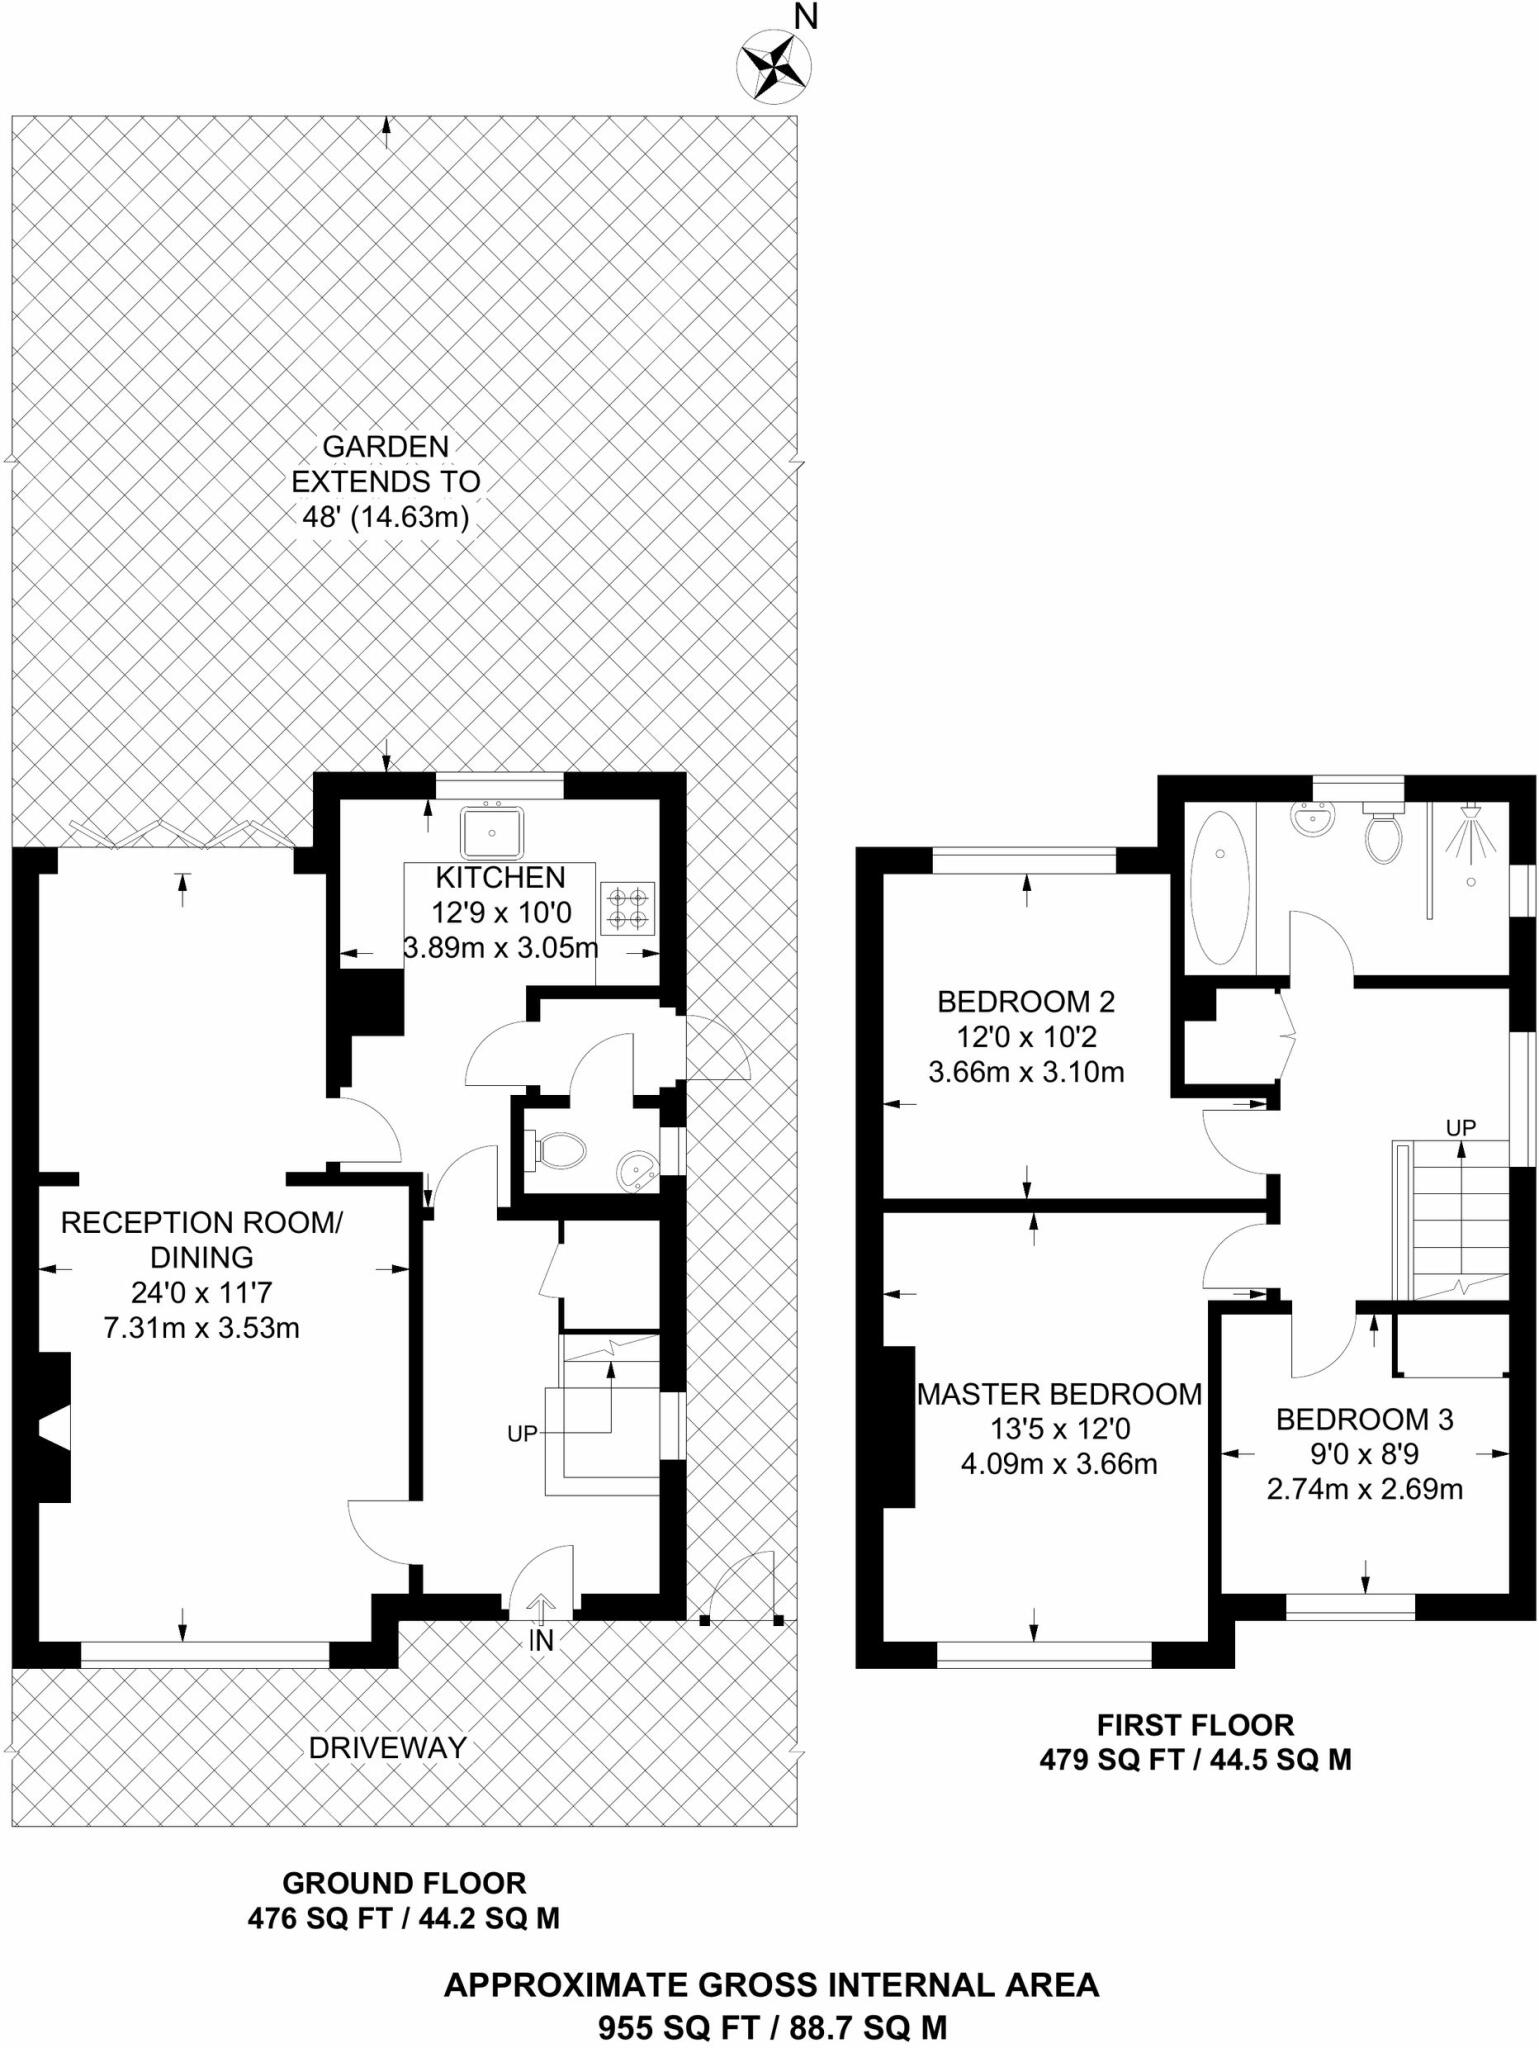 N
GARDEN
EXTENDS TO
48' (14.63m)
KITCHEN
12'9 x 10'0
3.89m x 3.05m
RECEPTION ROOM/
DINING
24'0 x 11'7
7.31m x 3.53m
UP
IN
DRIVEWAY
GROUND FLOOR
476 SQ FT / 44.2 SQ M
BEDROOM 2
12'0 x 10'2
3.66m x 3.10m
UP
MASTER BEDROOM
13'5 x 12'0
4.09m x 3.66m
BEDROOM 3
9'0 x 8'9
2.74m x 2.69m
FIRST FLOOR
479 SQ FT / 44.5 SQ M
APPROXIMATE GROSS INTERNAL AREA
955 SQ FT / 88.7 SQ M